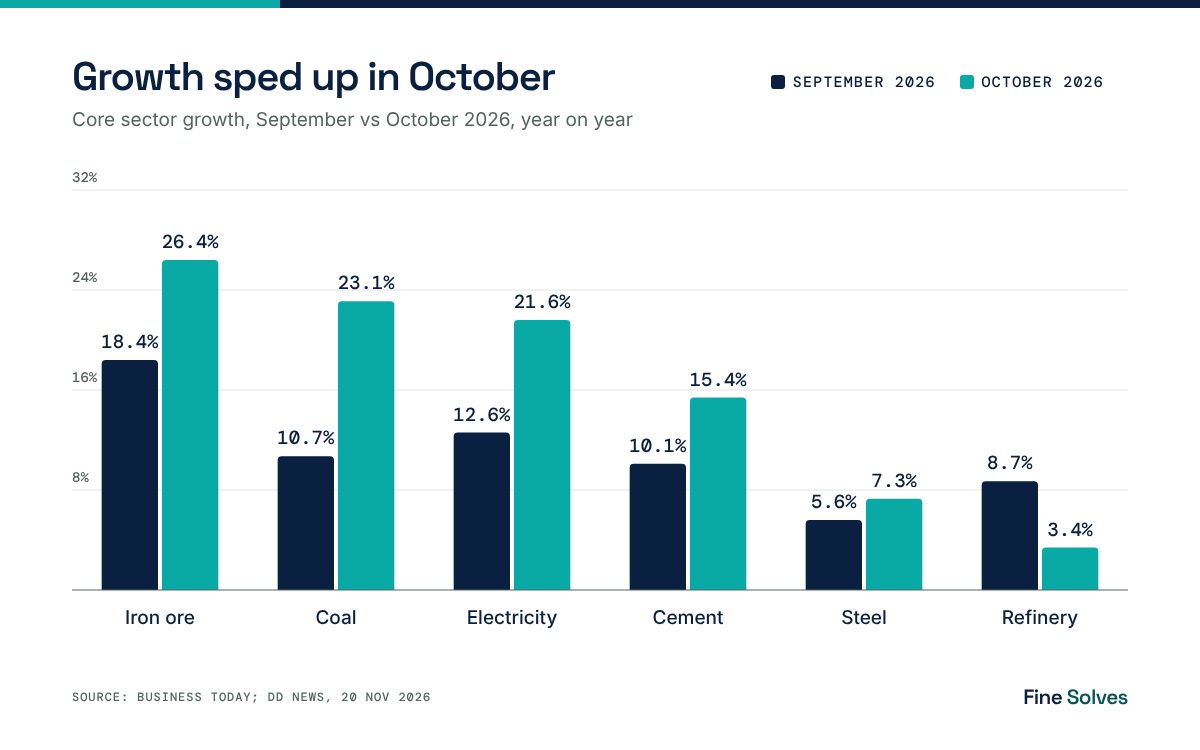 Growth sped up in October
SEPTEMBER 2026
OCTOBER 2026
Core sector growth, September vs October 2026, year on year
32%
24%
16%
8%
18.4%
26.4%
10.7%
23.1%
12.6%
21.6%
10.1%
15.4%
5.6%
7.3%
8.7%
3.4%
Iron ore
Coal
Electricity
Cement
Steel
Refinery
SOURCE: BUSINESS TODAY; DD NEWS, 20 NOV 2026
Fine Solves